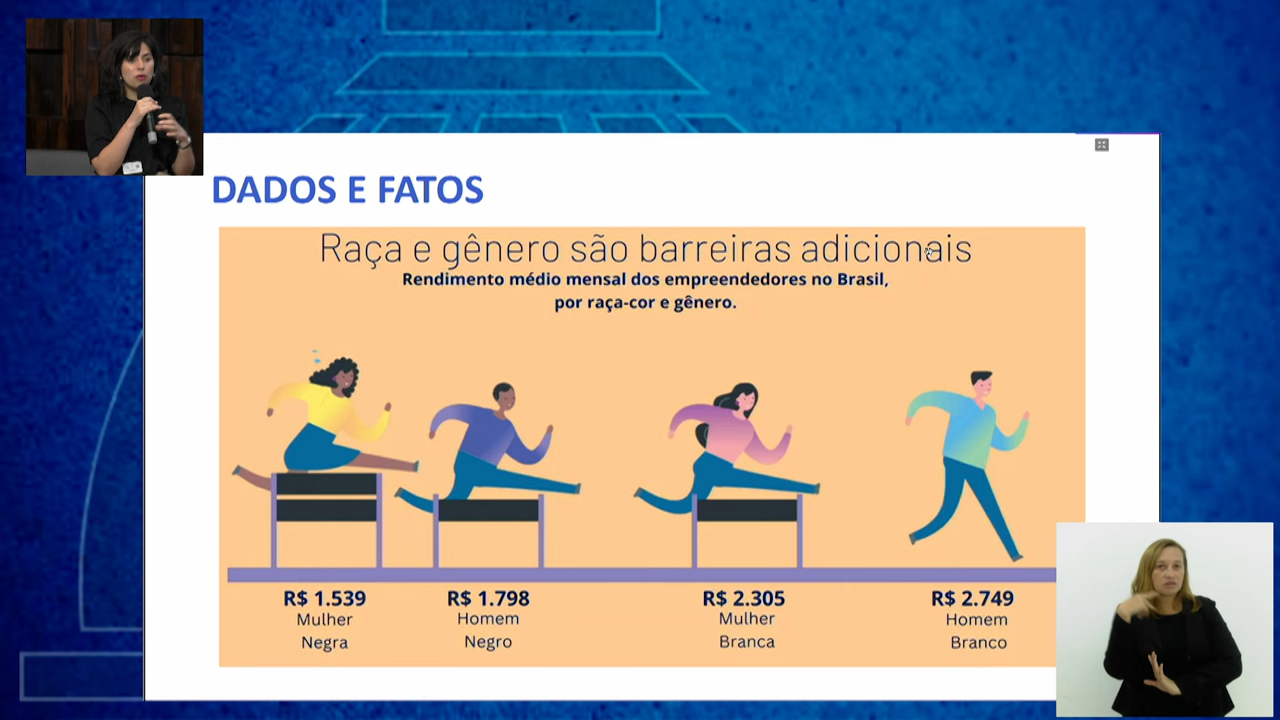 DADOS E FATOS
Raça e gênero são barreiras adicionais
Rendimento médio mensal dos empreendedores no Brasil,
por raça-cor e gênero.
R$ 1.539
Mulher
Negra
R$ 1.798
Homem
Negro
R$ 2.305
Mulher
Branca
R$ 2.749
Homem
Branco